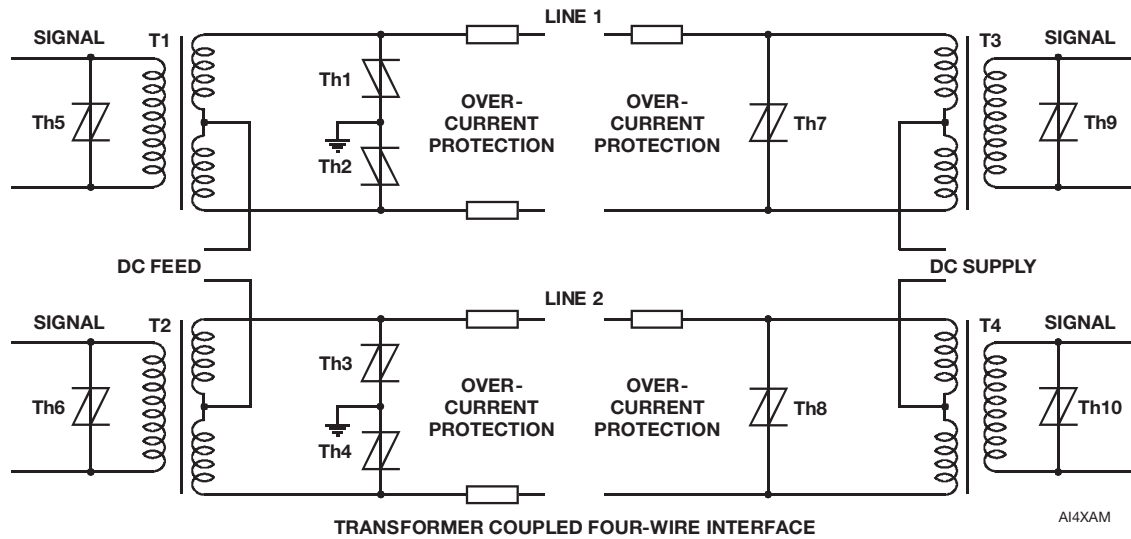 LINE 1
SIGNAL
T1
T3
SIGNAL
Th1
OVER-
CURRENT
PROTECTION
OVER-
CURRENT
PROTECTION
Th5
Th7
Th9
Th2
DC FEED
DC SUPPLY
LINE 2
SIGNAL
T2
T4
SIGNAL
Th3
OVER-
CURRENT
PROTECTION
OVER-
CURRENT
PROTECTION
Th6
Th8
Th10
Th4
AI4XAM
TRANSFORMER COUPLED FOUR-WIRE INTERFACE